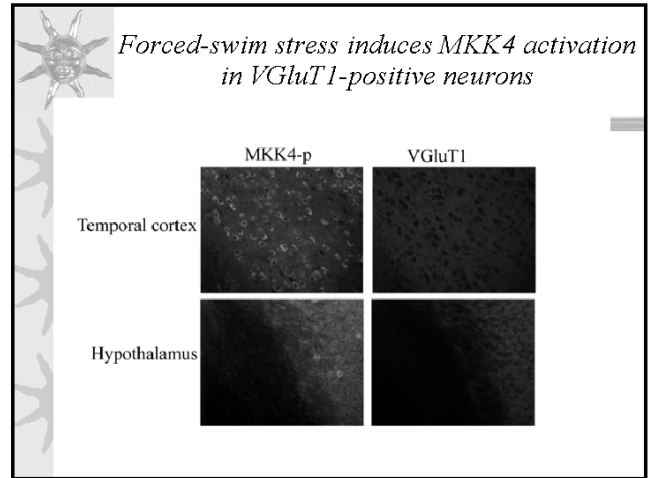 Forced-swim stress induces MKK4 activation
in VGluT1-positive neurons
MKK4-p VGluT1
Temporal cortex
Hypothalamus